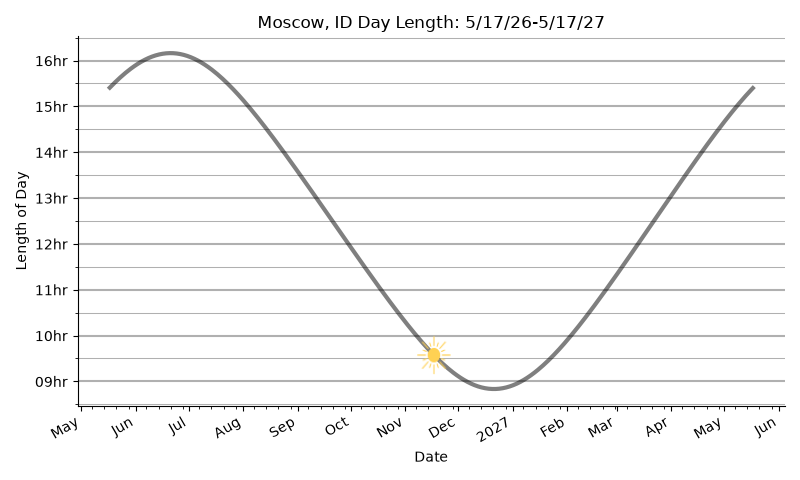 Moscow, ID Day Length: 5/17/26-5/17/27
Length of Day
16hr
15hr
14hr
13hr
12hr
11hr
10hr
09hr
May Jun Jul Aug Sep Oct Nov Dec 2027 Feb Mar Apr May Jun
Date